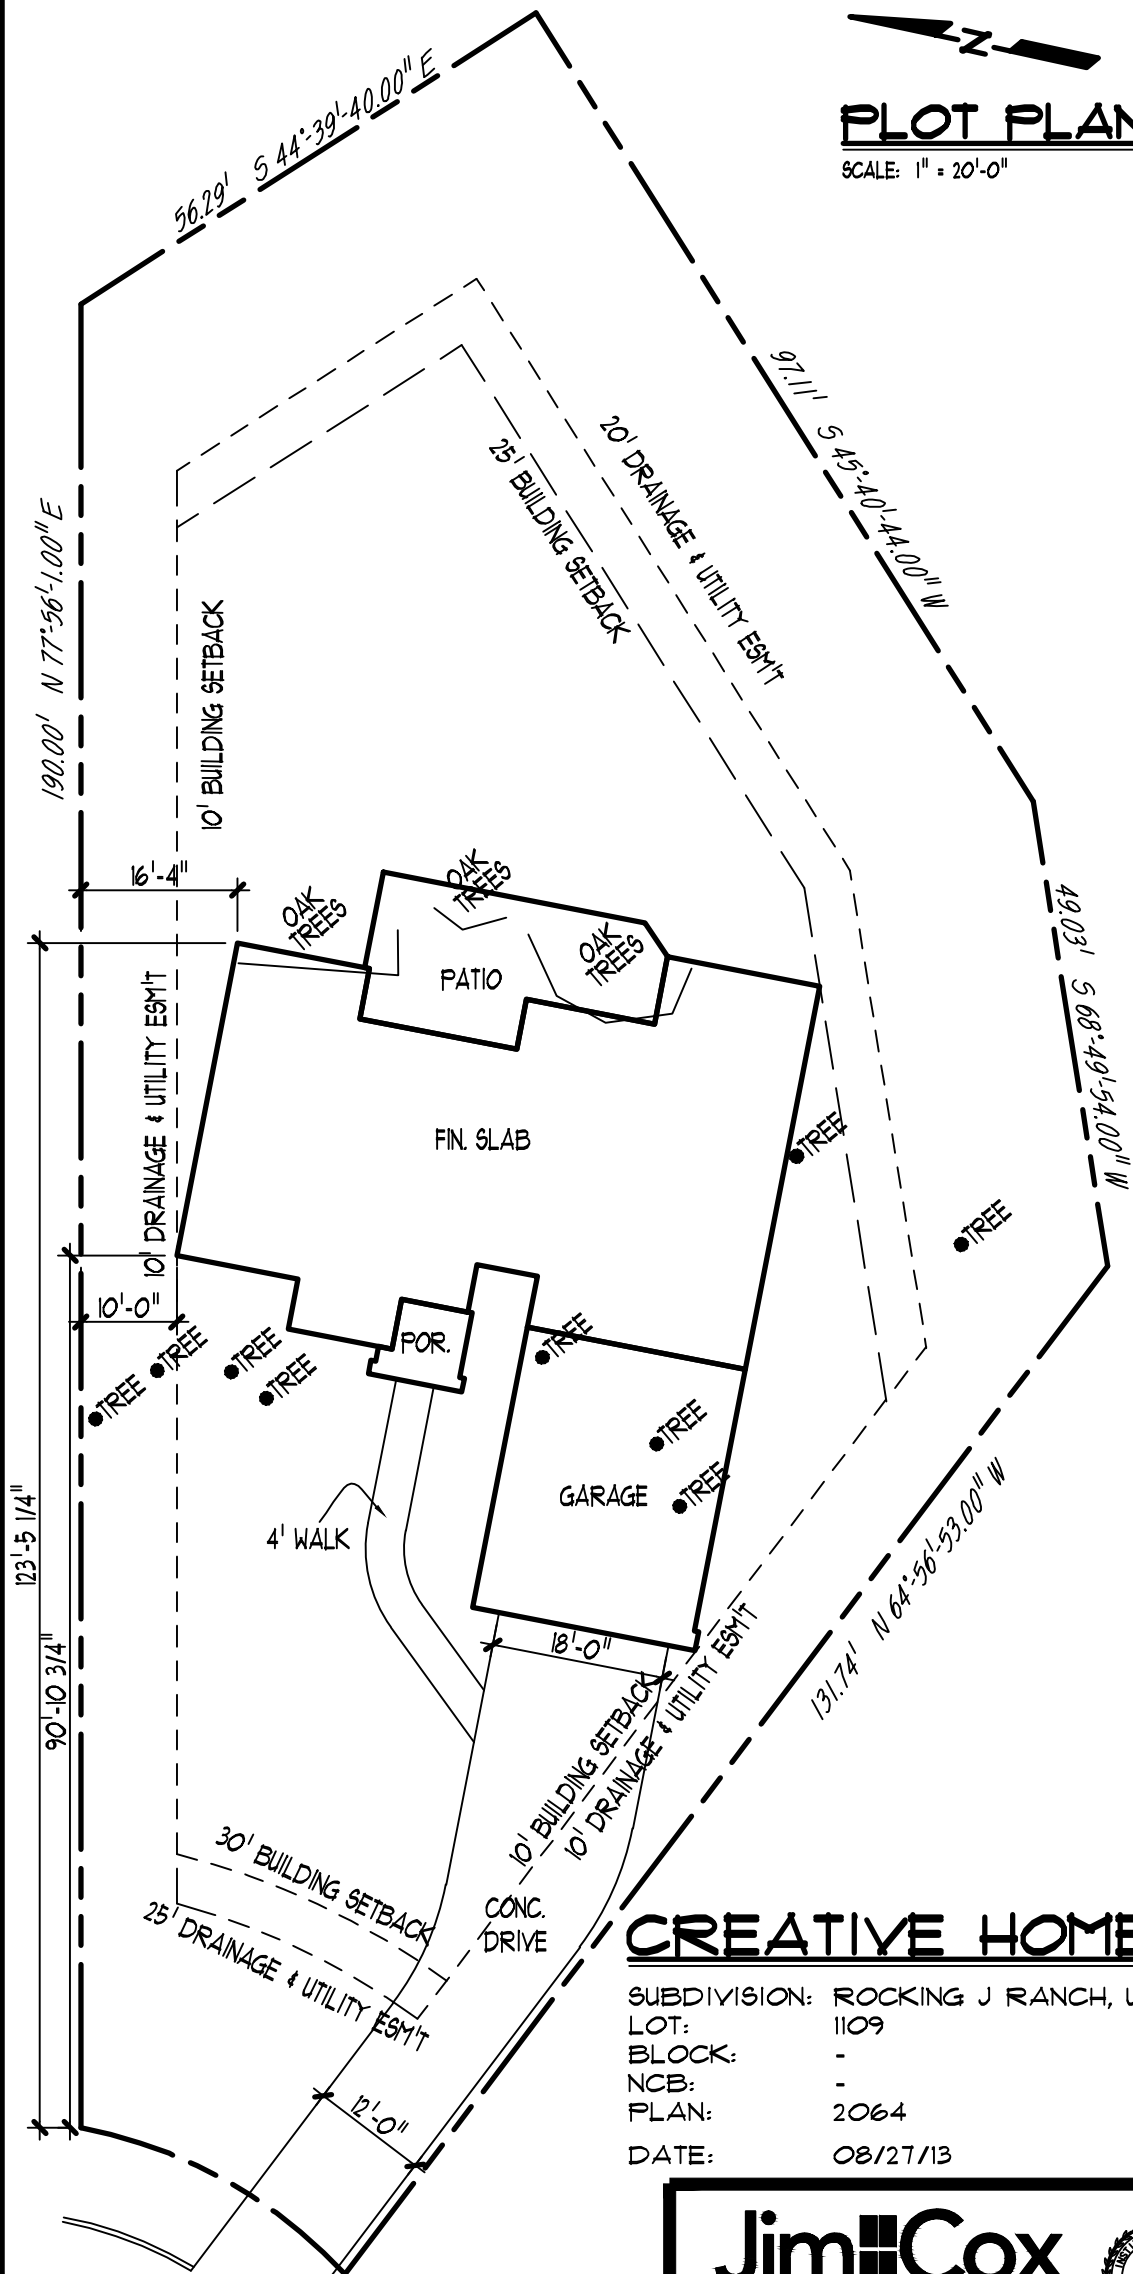 Z
PLOT PLAN
SCALE: 1" = 20'-0"
56.29' S 44°-39'-40.00" E
97.11' S 45°-40'-44.00" W
20' DRAINAGE & UTILITY ESM'T
25' BUILDING SETBACK
190.00' N 77°-56'-1.00" E
10' BUILDING SETBACK
16'-4"
OAK
TREES
OAK
TREES
OAK
TREES
PATIO
49.03' S 68°-49'-54.00" W
10' DRAINAGE & UTILITY ESM'T
FIN. SLAB
TREE
TREE
10'-0"
POR.
TREE
TREE
TREE
TREE
TREE
TREE
TREE
GARAGE
4' WALK
123'-5 1/4"
90'-10 3/4"
18'-0"
131.74' N 64°-56'-53.00" W
10' BUILDING SETBACK
10' DRAINAGE & UTILITY ESM'T
30' BUILDING SETBACK
25' DRAINAGE & UTILITY ESM'T
CONC.
DRIVE
12'-0"
CREATIVE HOME
SUBDIVISION: ROCKING J RANCH, U
LOT: 1109
BLOCK: -
NCB: -
PLAN: 2064
DATE: 08/27/13
Jim Cox